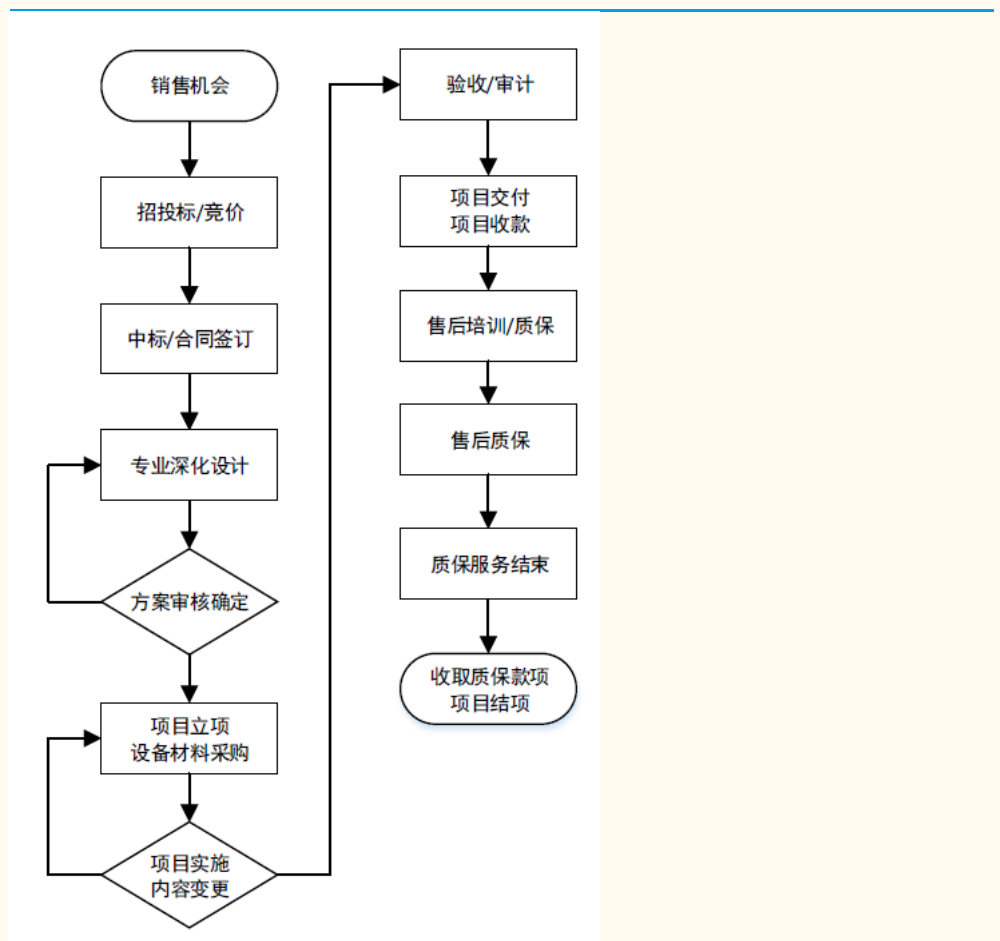 销售机会
招投标/竞价
中标/合同签订
专业深化设计
方案审核确定
项目立项
设备材料采购
项目实施
内容变更
验收/审计
项目交付
项目收款
售后培训/质保
售后质保
质保服务结束
收取质保款项
项目结项